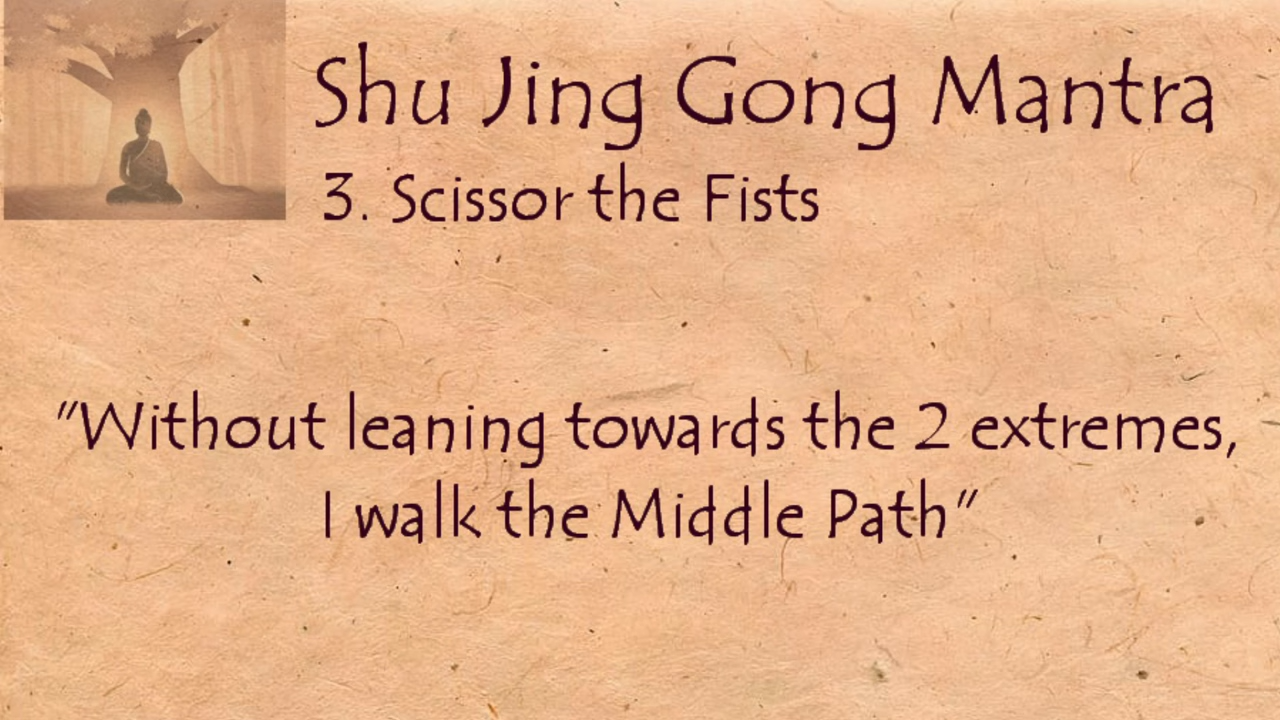 Shu Jing Gong Mantra
3. Scissor the Fists
"Without leaning towards the 2 extremes,
I walk the Middle Path"